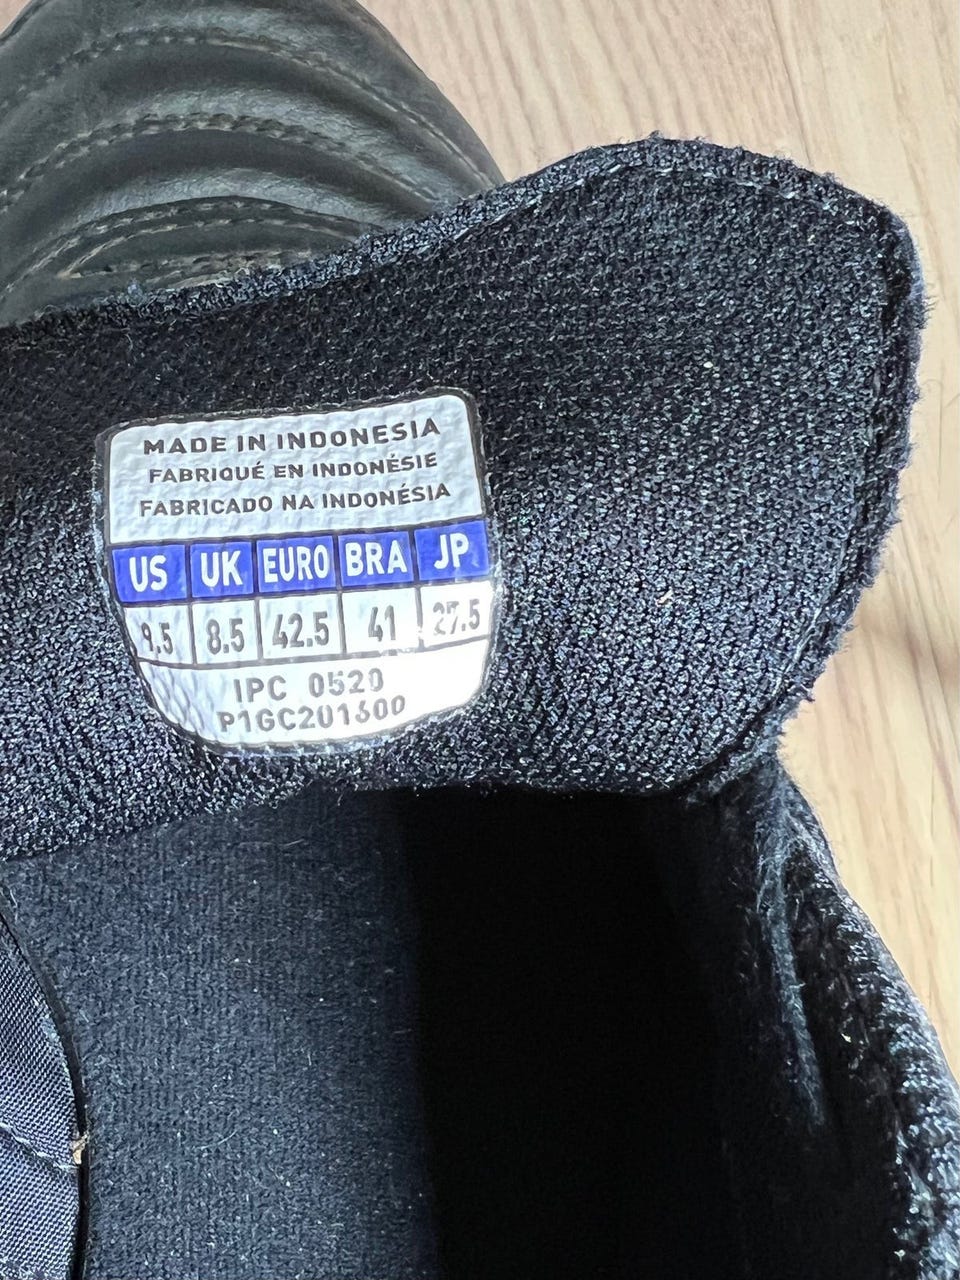 MADE IN INDONESIA
FABRIQUÉ EN INDONÉSIE
FABRICADO NA INDONÉSIA
US UK EURO BRA JP
9.5 8.5 42.5 41 27.5
IPC 0520
P1GC201600